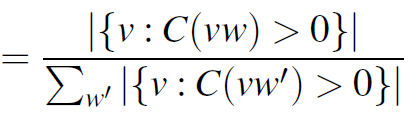 = |{v : C(vw) > 0}| / ∑w′ |{v : C(vw′) > 0}|